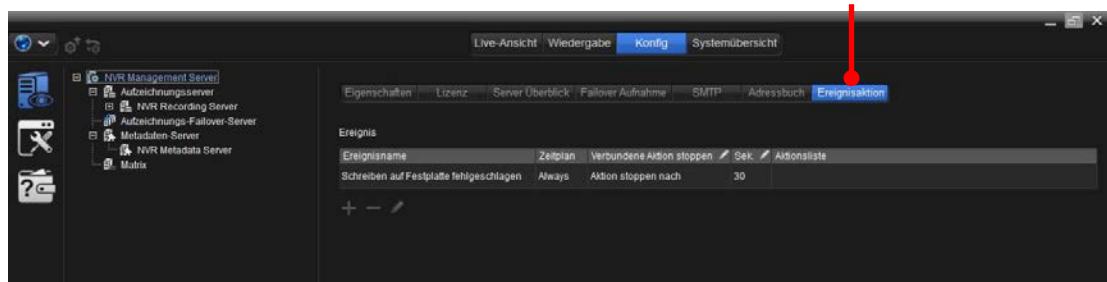 Live-Ansicht Wiedergabe Konfig Systemübersicht
NVR Management Server
Aufzeichnungsserver
NVR Recording Server
Aufzeichnungs-Failover-Server
Metadaten-Server
NVR Metadata Server
Matrix
Eigenschaften Lizenz Server Überblick Failover Aufnahme SMTP Adressbuch Ereignisaktion
Ereignis
Ereignisname Zeitplan Verbundene Aktion stoppen Sek. Aktionsliste
Schreiben auf Festplatte fehlgeschlagen Always Aktion stoppen nach 30